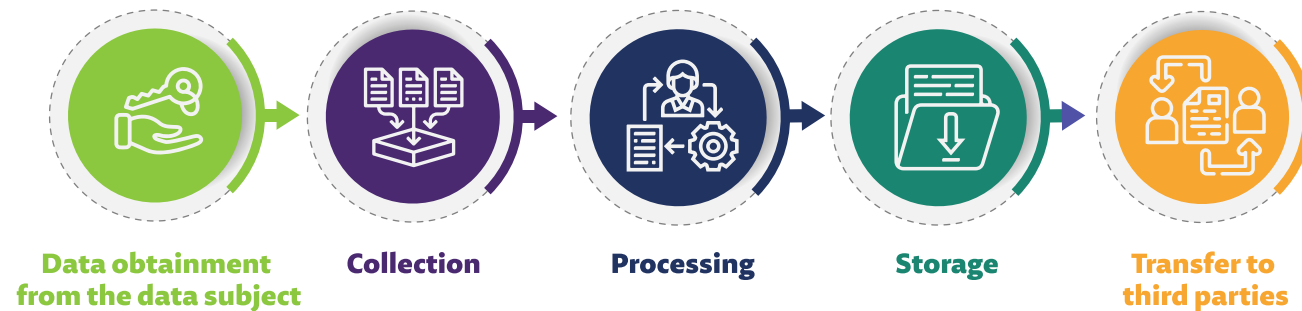 Data obtainment
from the data subject
Collection
Processing
Storage
Transfer to
third parties